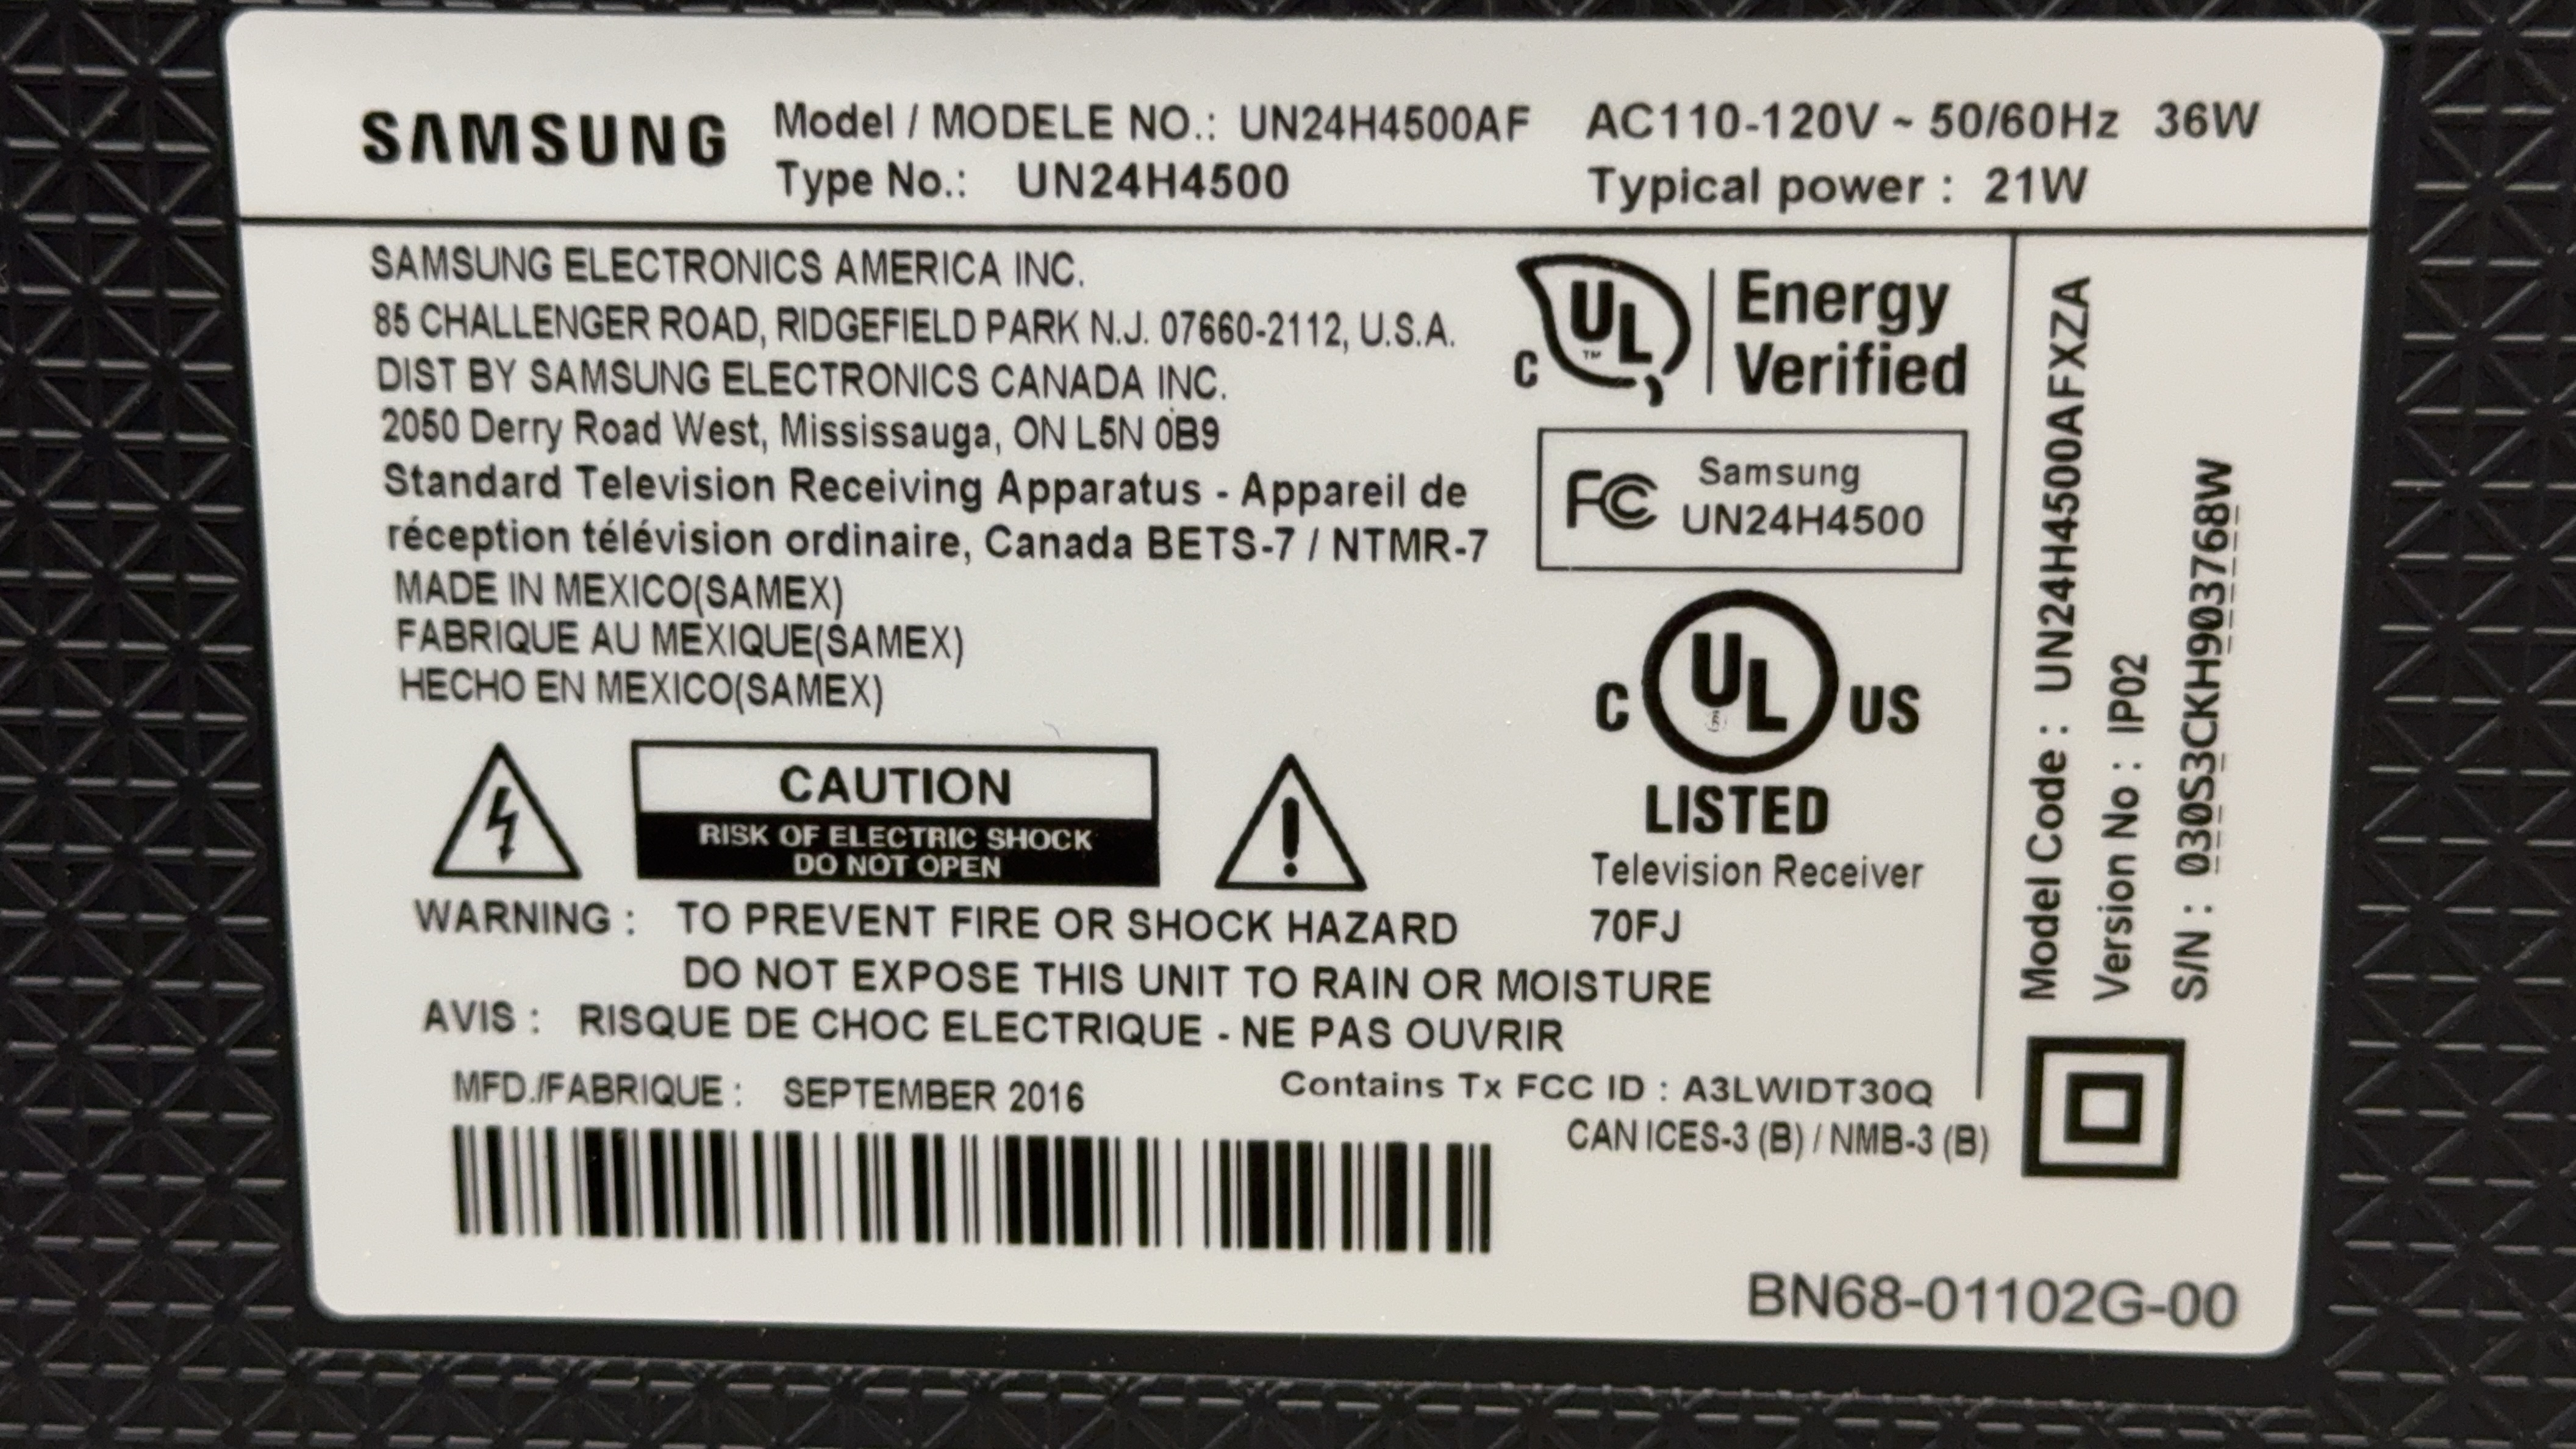 SAMSUNG
Model / MODELE NO.: UN24H4500AF
Type No.: UN24H4500
AC110-120V ~ 50/60Hz 36W
Typical power : 21W
SAMSUNG ELECTRONICS AMERICA INC.
85 CHALLENGER ROAD, RIDGEFIELD PARK N.J. 07660-2112, U.S.A.
DIST BY SAMSUNG ELECTRONICS CANADA INC.
2050 Derry Road West, Mississauga, ON L5N 0B9
Standard Television Receiving Apparatus - Appareil de
réception télévision ordinaire, Canada BETS-7 / NTMR-7
MADE IN MEXICO(SAMEX)
FABRIQUE AU MEXIQUE(SAMEX)
HECHO EN MEXICO(SAMEX)
C UL ™ Energy
Verified
FC Samsung
UN24H4500
C UL ® US
LISTED
Television Receiver
70FJ
CAUTION
RISK OF ELECTRIC SHOCK
DO NOT OPEN
WARNING : TO PREVENT FIRE OR SHOCK HAZARD
DO NOT EXPOSE THIS UNIT TO RAIN OR MOISTURE
AVIS : RISQUE DE CHOC ELECTRIQUE - NE PAS OUVRIR
MFD./FABRIQUE : SEPTEMBER 2016
Contains Tx FCC ID : A3LWIDT30Q
CAN ICES-3 (B) / NMB-3 (B)
Model Code : UN24H4500AFXZA
Version No : IP02
S/N : 030S3CKH903768W
BN68-01102G-00